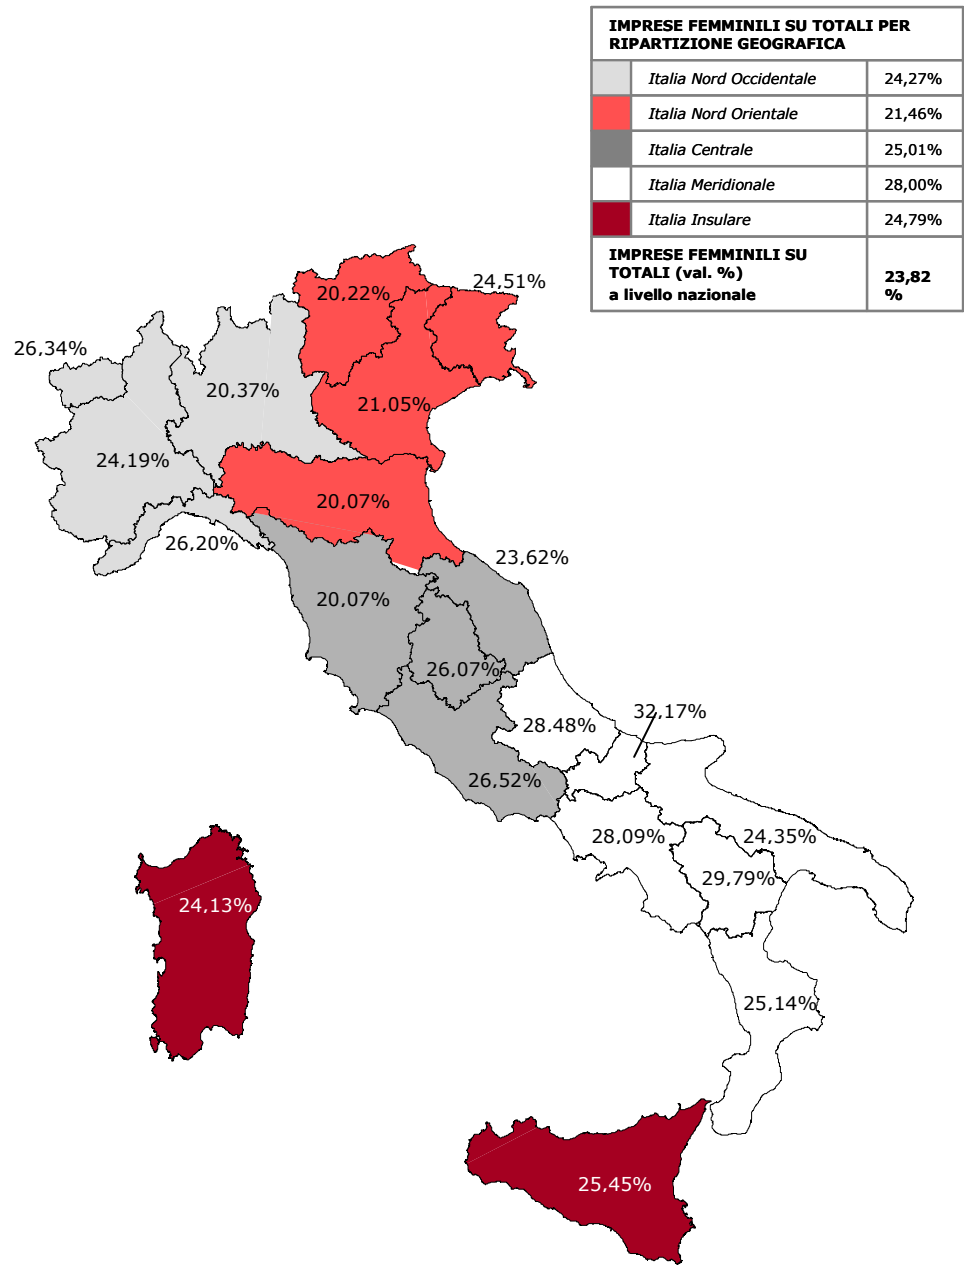 IMPRESE FEMMINILI SU TOTALI PER
RIPARTIZIONE GEOGRAFICA
Italia Nord Occidentale 24,27%
Italia Nord Orientale 21,46%
Italia Centrale 25,01%
Italia Meridionale 28,00%
Italia Insulare 24,79%
IMPRESE FEMMINILI SU
TOTALI (val. %)
a livello nazionale
23,82
%
24,51%
20,22%
26,34%
20,37%
21,05%
24,19%
20,07%
26,20%
23,62%
20,07%
26,07%
32,17%
28,48%
26,52%
28,09%
24,35%
29,79%
24,13%
25,14%
25,45%